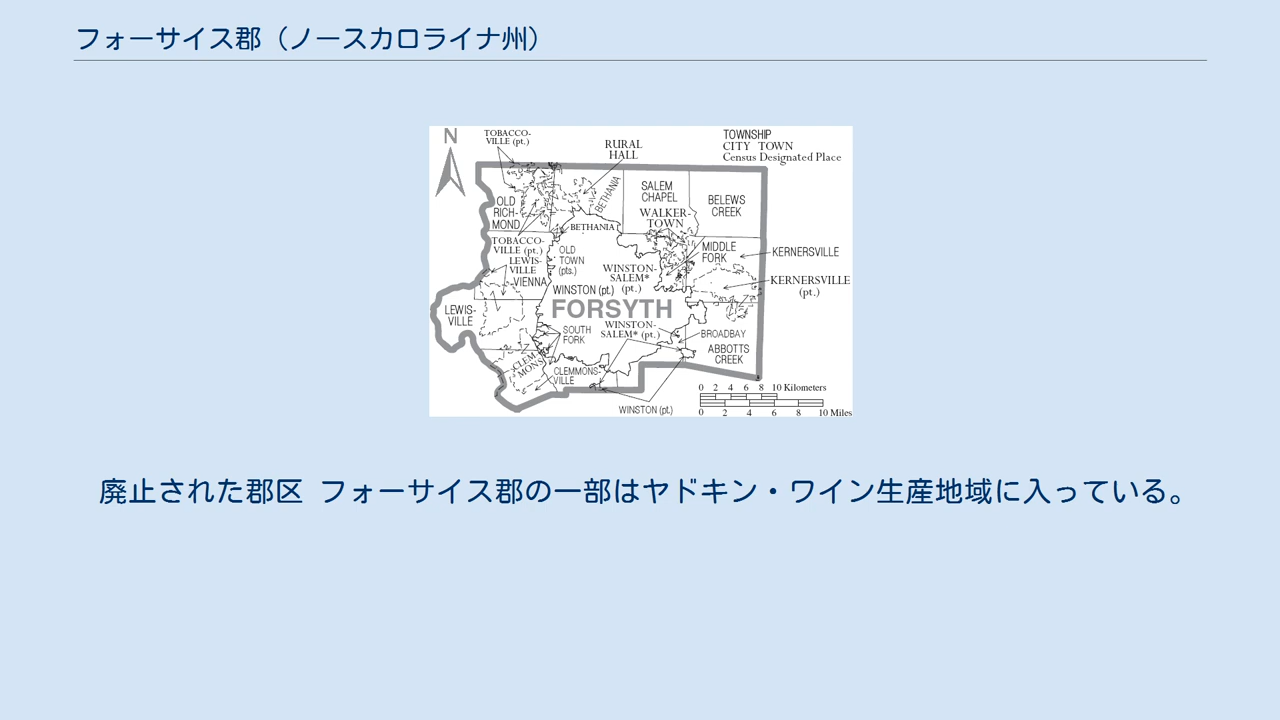 フォーサイス郡（ノースカロライナ州）
N
TOBACCO-
VILLE (pt.)
RURAL
HALL
TOWNSHIP
CITY TOWN
Census Designated Place
OLD
RICH-
MOND
BETHANIA
SALEM
CHAPEL
BELEWS
CREEK
WALKER-
TOWN
BETHANIA
TOBACCO-
VILLE (pt.)
OLD
TOWN
(pts.)
MIDDLE
FORK
KERNERSVILLE
LEWIS-
VILLE
VIENNA
WINSTON-
SALEM*
(pt.)
KERNERSVILLE
(pt.)
WINSTON (pt.)
FORSYTH
LEWIS-
VILLE
SOUTH
FORK
WINSTON-
SALEM* (pt.)
BROADBAY
ABBOTTS
CREEK
CLEM
MONS
CLEMMONS-
VILLE
WINSTON (pt.)
0 2 4 6 8 10 Kilometers
0 2 4 6 8 10 Miles
廃止された郡区 フォーサイス郡の一部はヤドキン・ワイン生産地域に入っている。